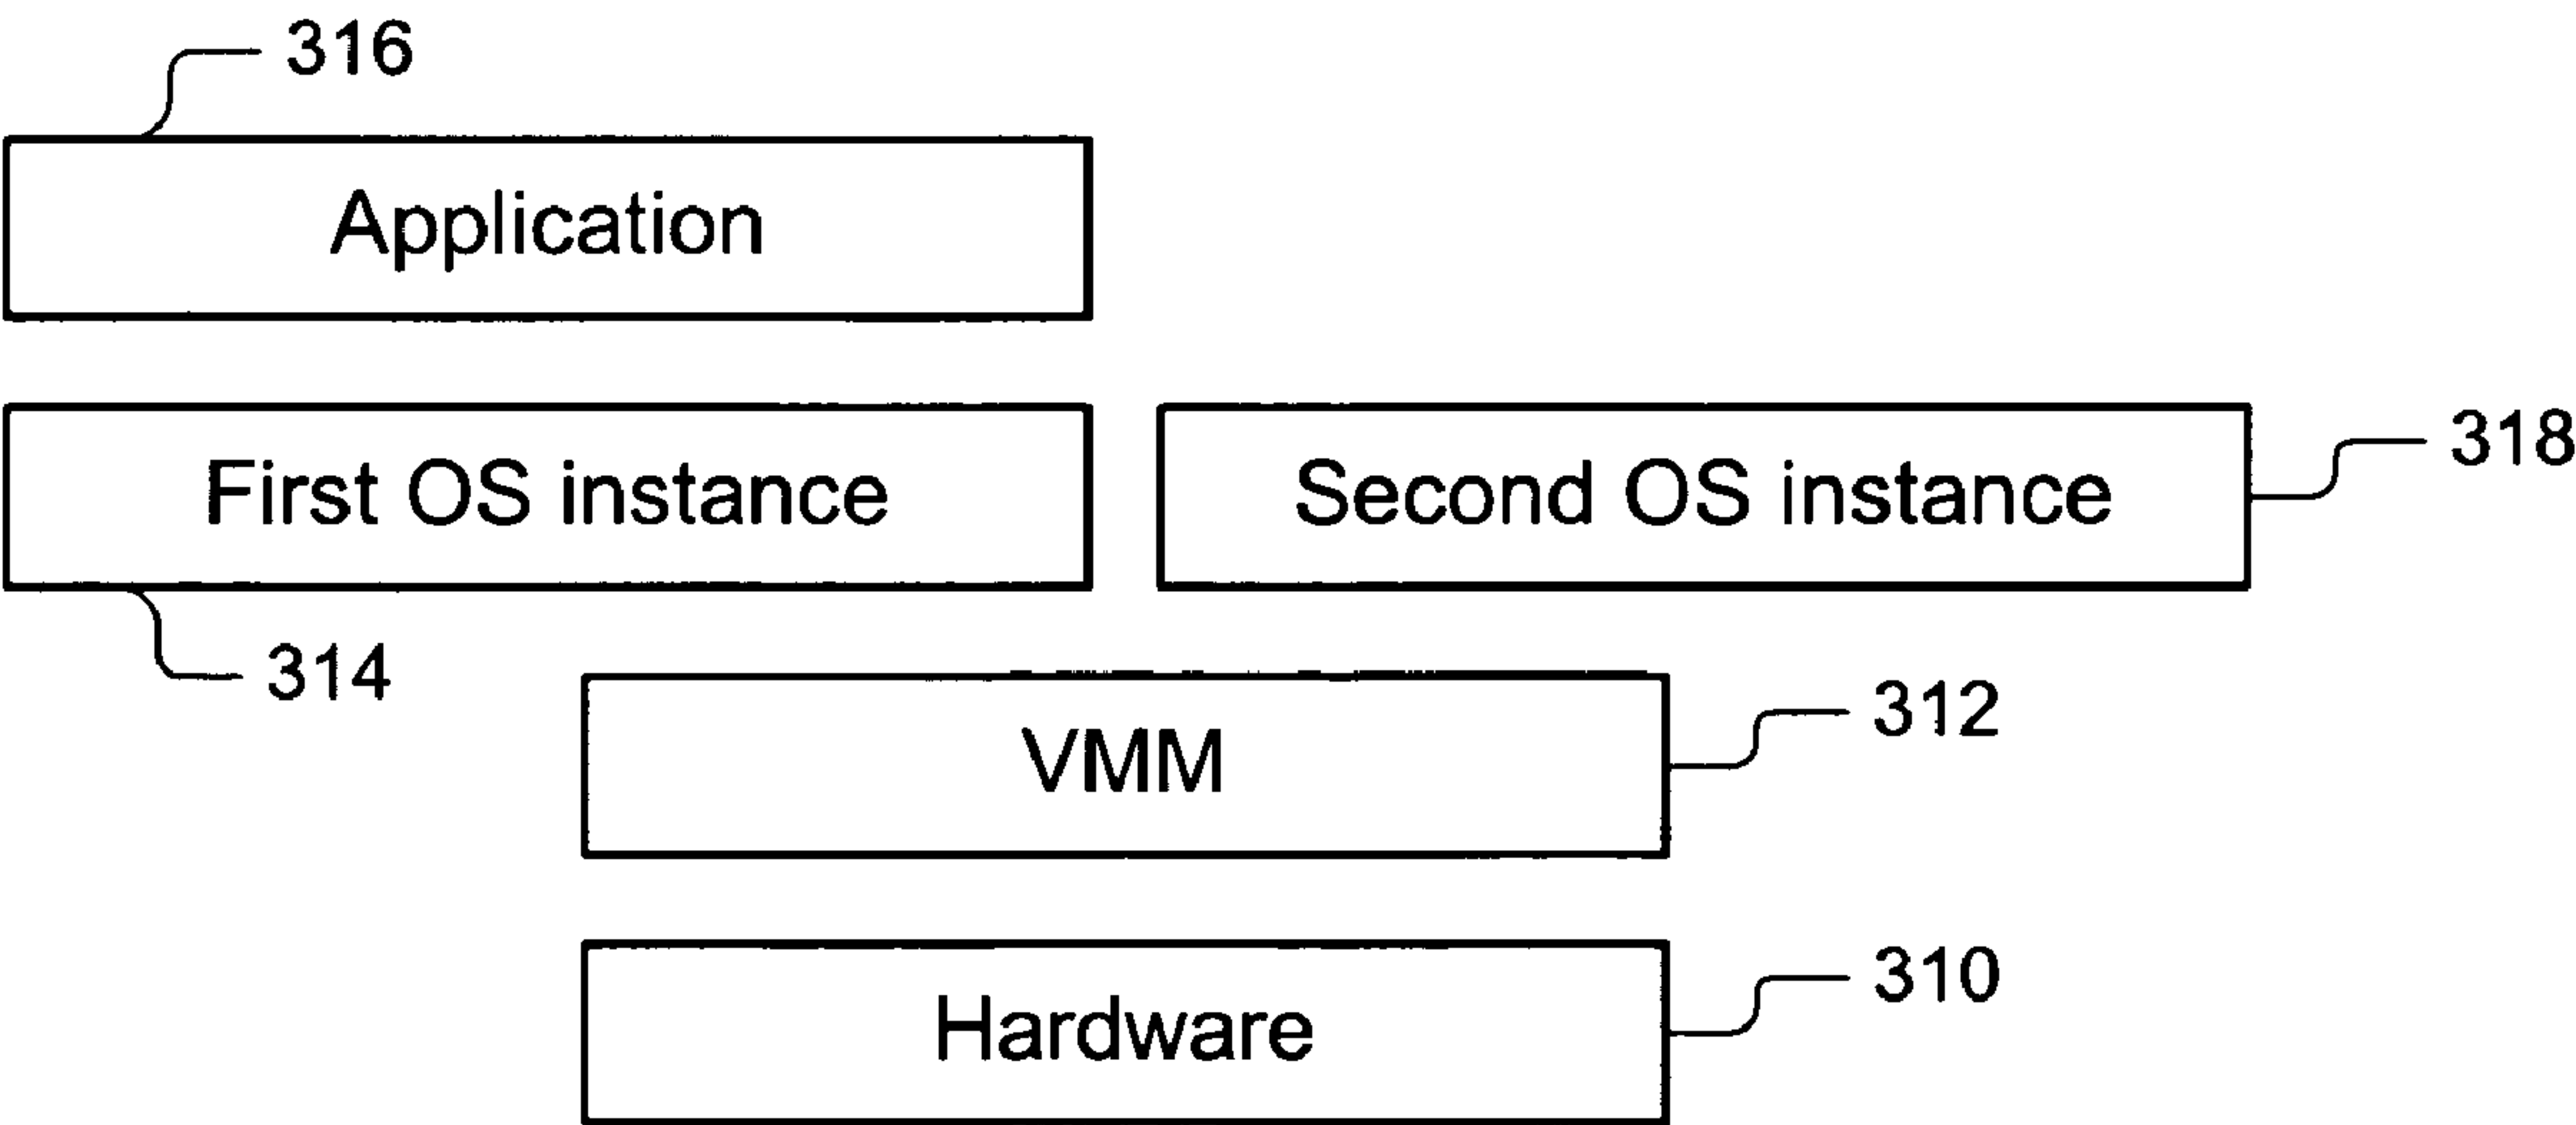 316
Application
First OS instance
Second OS instance
318
314
VMM
312
Hardware
310